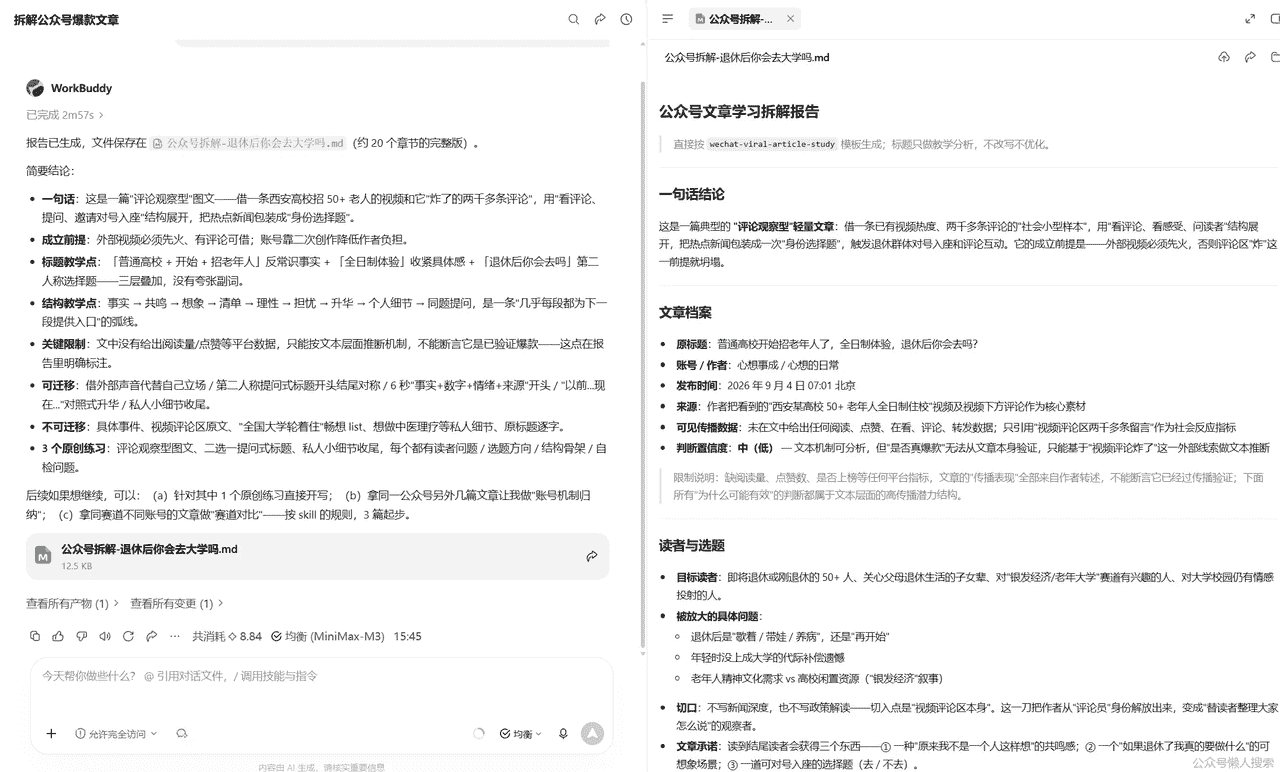 拆解公众号爆款文章
WorkBuddy
已完成 2m57s >
报告已生成，文件保存在 公众号拆解-退休后你会去大学吗.md （约 20 个章节的完整版）。
简要结论：
• 一句话：这是一篇"评论观察型"图文——借一条西安高校招 50+ 老人的视频和它"炸了的两千多条评论"，用"看评论、
提问、邀请对号入座"结构展开，把热点新闻包装成"身份选择题"。
• 成立前提：外部视频必须先火、有评论可借；账号靠二次创作降低作者负担。
• 标题教学点：「普通高校 + 开始 + 招老年人」反常识事实 + 「全日制体验」收紧具体感 + 「退休后你会去吗」第二
人称选择题——三层叠加，没有夸张副词。
• 结构教学点：事实 → 共鸣 → 想象 → 清单 → 理性 → 担忧 → 升华 → 个人细节 → 同题提问，是一条"几乎每段都为下一
段提供入口"的弧线。
• 关键限制：文中没有给出阅读量/点赞等平台数据，只能按文本层面推断机制，不能断言它是已验证爆款——这点在报
告里明确标注。
• 可迁移：借外部声音代替自己立场 / 第二人称提问式标题开头结尾对称 / 6 秒"事实+数字+情绪+来源"开头 / "以前...现
在..."对照式升华 / 私人小细节收尾。
• 不可迁移：具体事件、视频评论区原文、"全国大学轮着住"畅想 list、想做中医理疗等私人细节、原标题逐字。
• 3 个原创练习：评论观察型图文、二选一提问式标题、私人小细节收尾，每个都有读者问题 / 选题方向 / 结构骨架 / 自
检问题。
后续如果想继续，可以：（a）针对其中 1 个原创练习直接开写；（b）拿同一公众号另外几篇文章让我做"账号机制归
纳"；（c）拿同赛道不同账号的文章做"赛道对比"——按 skill 的规则，3 篇起步。
公众号拆解-退休后你会去大学吗.md
12.5 KB
查看所有产物 (1) > 查看所有变更 (1) >
共消耗 8.84 均衡 (MiniMax-M3) 15:45
今天帮你做些什么？ @ 引用对话文件，/ 调用技能与指令
允许完全访问
均衡
内容由 AI 生成，请核实重要信息
公众号拆解-...
公众号拆解-退休后你会去大学吗.md
公众号文章学习拆解报告
直接按 wechat-viral-article-study 模板生成；标题只做教学分析，不改写不优化。
一句话结论
这是一篇典型的 "评论观察型"轻量文章：借一条已有视频热度、两千多条评论的"社会小型样本"，用"看评论、看感受、问读者"结构展
开，把热点新闻包装成一次"身份选择题"，触发退休群体对号入座和评论互动。它的成立前提是——外部视频必须先火，否则评论区"炸"这
一前提就坍塌。
文章档案
• 原标题：普通高校开始招老年人了，全日制体验，退休后你会去吗?
• 账号 / 作者：心想事成 / 心想的日常
• 发布时间：2026 年 9 月 4 日 07:01 北京
• 来源：作者把看到的"西安某高校 50+ 老年人全日制住校"视频及视频下方评论作为核心素材
• 可见传播数据：未在文中给出任何阅读、点赞、在看、评论、转发数据；只引用"视频评论区两千多条留言"作为社会反应指标
• 判断置信度：中（低） — 文本机制可分析，但"是否真爆款"无法从文本本身验证，只能基于"视频评论炸了"这一外部线索做文本推断
限制说明：缺阅读量、点赞数、是否上榜等任何平台指标，文章的"传播表现"全部来自作者转述，不能断言它已经过传播验证；下面
所有"为什么可能有效"的判断都属于文本层面的高传播潜力结构。
读者与选题
• 目标读者：即将退休或刚退休的 50+ 人、关心父母退休生活的子女辈、对"银发经济/老年大学"赛道有兴趣的人、对大学校园仍有情感
投射的人。
• 被放大的具体问题：
○ 退休后是"歇着 / 带娃 / 养病"，还是"再开始"
○ 年轻时没上成大学的代际补偿遗憾
○ 老年人精神文化需求 vs 高校闲置资源（"银发经济"叙事）
• 切口：不写新闻深度，也不写政策解读——切入点是"视频评论区本身"。这一刀把作者从"评论员"身份解放出来，变成"替读者整理大家
怎么说"的观察者。
• 文章承诺：读到结尾读者会获得三个东西——① 一种"原来我不是一个人这样想"的共鸣感；② 一个"如果退休了我真的要做什么"的可
想象场景；③ 一道可对号入座的选择题（去 / 不去）。
公众号懒人搜索